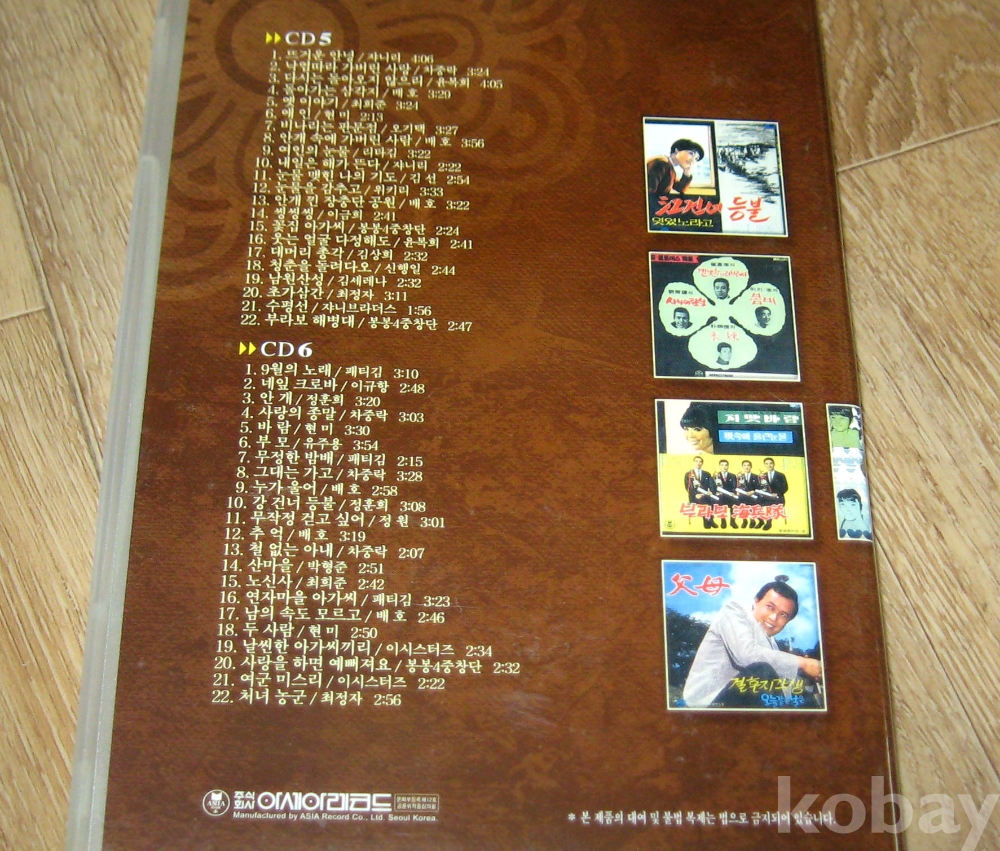 CD 5
1. 뜨거운 안녕 / 쟈니리 4:06
2. 낙엽따라 가버린 사랑 / 차중락 3:24
3. 다시는 돌아오지 않으리 / 윤복희 4:05
4. 돌아가는 삼각지 / 배 호 3:29
5. 옛 이야기 / 최희준 3:24
6. 애 인 / 현 미 2:13
7. 비내리는 판문점 / 오기택 3:27
8. 안개 속에 가버린 사람 / 배 호 3:56
9. 여인의 눈물 / 리타김 3:22
10. 내일은 해가 뜬다 / 쟈니리 2:22
11. 눈물 맺힌 나의 기도 / 김 선 2:54
12. 눈물을 감추고 / 위키리 3:33
13. 안개 낀 장충단 공원 / 배 호 3:22
14. 씽씽씽 / 이금희 2:41
15. 꽃집 아가씨 / 봉봉4중창단 2:24
16. 웃는 얼굴 다정해도 / 윤복희 2:41
17. 대머리 총각 / 김상희 2:32
18. 청춘을 돌려다오 / 신행일 2:44
19. 남원산성 / 김세레나 2:32
20. 초가삼간 / 최정자 3:11
21. 수평선 / 쟈니브라더스 1:56
22. 부라보 해병대 / 봉봉4중창단 2:47
CD 6
1. 9월의 노래 / 패티김 3:10
2. 네잎 크로바 / 이규항 2:48
3. 안 개 / 정훈희 3:20
4. 사랑의 종말 / 차중락 3:03
5. 바 람 / 현 미 3:30
6. 부 모 / 유주용 3:54
7. 무정한 밤배 / 패티김 2:15
8. 그대는 가고 / 차중락 3:28
9. 누가 울어 / 배 호 2:58
10. 강 건너 등불 / 정훈희 3:08
11. 무작정 걷고 싶어 / 정 원 3:01
12. 추 억 / 배 호 3:19
13. 철 없는 아내 / 차중락 2:07
14. 산마을 / 박형준 2:51
15. 노신사 / 최희준 2:42
16. 연자마을 아가씨 / 패티김 3:23
17. 남의 속도 모르고 / 배 호 2:46
18. 두 사람 / 현 미 2:50
19. 날씬한 아가씨끼리 / 이시스터즈 2:34
20. 사랑을 하면 예뻐져요 / 봉봉4중창단 2:32
21. 여군 미스리 / 이시스터즈 2:22
22. 처녀 농군 / 최정자 2:56
강건너 등불
부라보 海兵隊
父母
ASIA
주식회사 아세아레코드
Manufactured by ASIA Record Co., Ltd. Seoul Korea.
* 본 제품의 대여 및 불법 복제는 법으로 금지되어 있습니다.
kobay